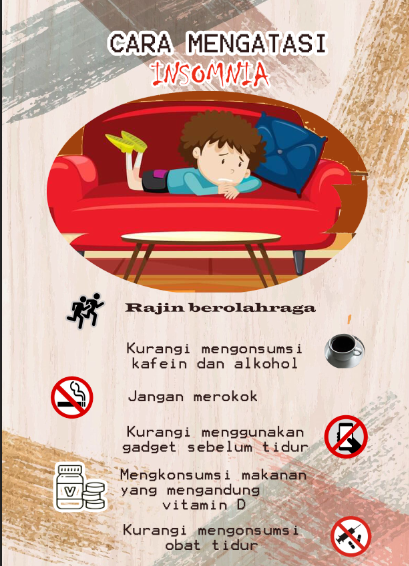 CARA MENGATASI
INSOMNIA
Rajin berolahraga
Kurangi mengonsumsi
kafein dan alkohol
Jangan merokok
Kurangi menggunakan
gadget sebelum tidur
Mengkonsumsi makanan
yang mengandung
vitamin D
Kurangi mengonsumsi
obat tidur
V